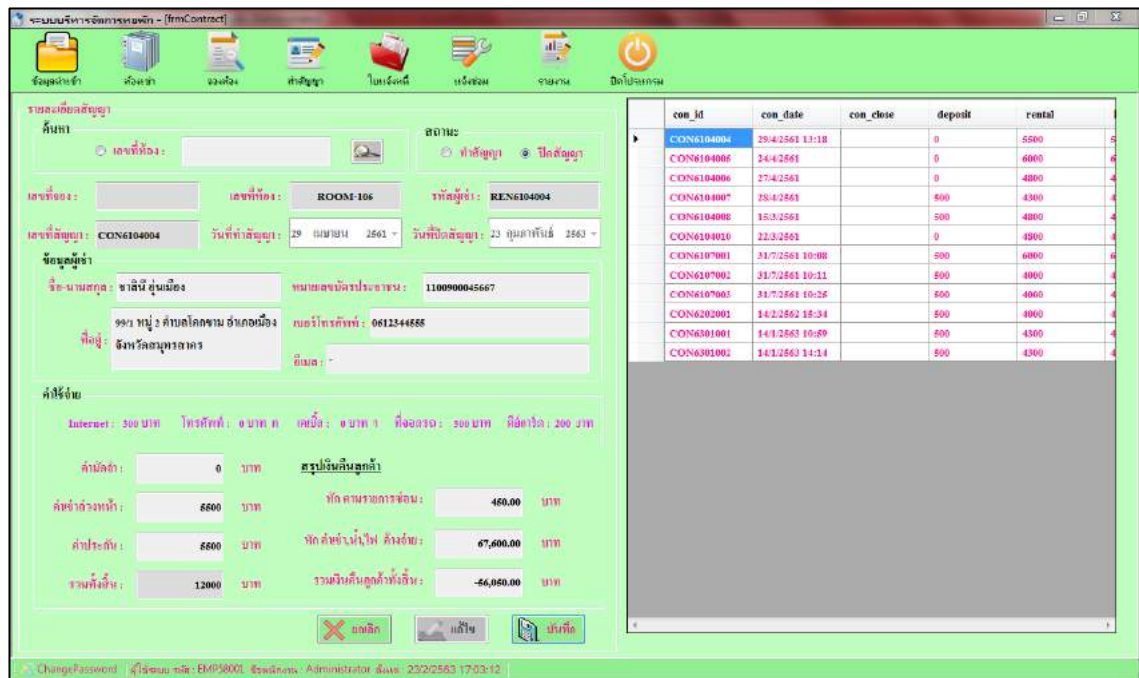 ระบบบริหารจัดการหอพัก - [frmContract]
ข้อมูลผู้เช่า ห้องเช่า จองห้อง ทำสัญญา ใบแจ้งหนี้ แจ้งซ่อม รายงาน ปิดโปรแกรม
รายละเอียดสัญญา
ค้นหา
เลขที่ห้อง :
สถานะ
ทำสัญญา ปิดสัญญา
เลขที่จอง : เลขที่ห้อง : ROOM-106 รหัสผู้เช่า : REN6104004
เลขที่สัญญา : CON6104004 วันที่ทำสัญญา : 29 เมษายน 2561 วันที่ปิดสัญญา : 23 กุมภาพันธ์ 2563
ข้อมูลผู้เช่า
ชื่อ-นามสกุล : ชาลินี อุ่นเมือง หมายเลขบัตรประชาชน : 1100900045667
ที่อยู่ : 99/1 หมู่ 2 ตำบลโคกขาม อำเภอเมือง จังหวัดสมุทรสาคร
เบอร์โทรศัพท์ : 0612344555
อีเมล : -
ค่าใช้จ่าย
Internet : 300 บาท โทรศัพท์ : 0 บาท เคเบิ้ล : 0 บาท ที่จอดรถ : 300 บาท คีย์การ์ด : 200 บาท
ค่ามัดจำ : 0 บาท
สรุปเงินคืนลูกค้า
ค่าเช่าล่วงหน้า : 5500 บาท
หัก ตามรายการซ่อม : 450.00 บาท
ค่าประกัน : 5500 บาท
หัก ค่าเช่า,น้ำ,ไฟ ค้างจ่าย : 67,600.00 บาท
รวมทั้งสิ้น : 12000 บาท
รวมเงินคืนลูกค้าทั้งสิ้น : -56,050.00 บาท
ยกเลิก แก้ไข บันทึก
con_id con_date con_close deposit rental
CON6104004 29/4/2561 13:18 0 5500
CON6104005 24/4/2561 0 6000
CON6104006 27/4/2561 0 4800
CON6104007 28/4/2561 500 4300
CON6104008 15/3/2561 500 4800
CON6104010 22/3/2561 0 4500
CON6107001 31/7/2561 10:08 500 6000
CON6107002 31/7/2561 10:11 500 4000
CON6107003 31/7/2561 10:26 500 4000
CON6202001 14/2/2562 15:34 500 4000
CON6301001 14/1/2563 10:59 500 4300
CON6301002 14/1/2563 14:14 500 4300
ChangePassword ผู้ใช้ระบบ รหัส : EMP58001 ชื่อพนักงาน : Administrator 23/2/2563 17:03:12